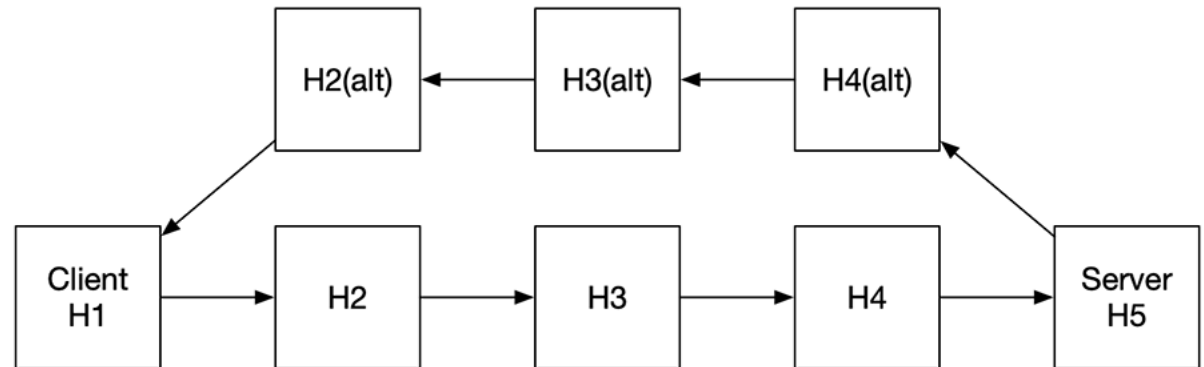 H2(alt)
H3(alt)
H4(alt)
Client
H1
H2
H3
H4
Server
H5